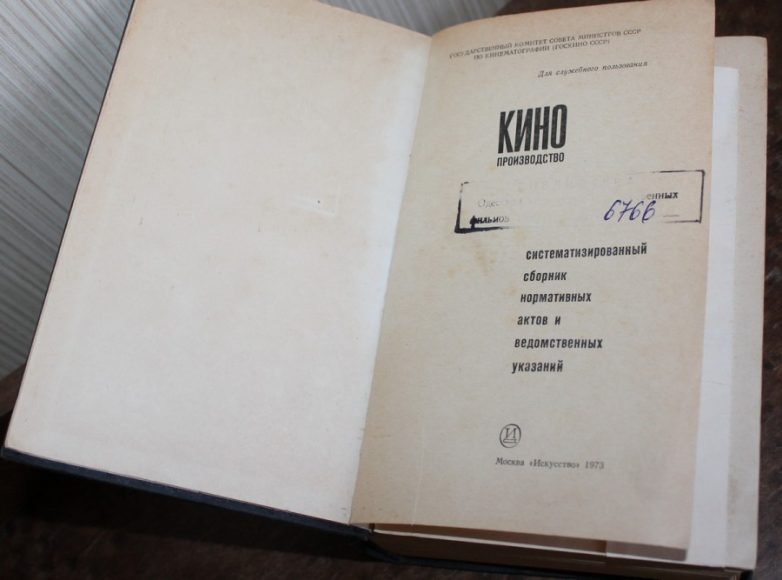 ГОСУДАРСТВЕННЫЙ КОМИТЕТ СОВЕТА МИНИСТРОВ СССР
ПО КИНЕМАТОГРАФИИ (ГОСКИНО СССР)
Для служебного пользования
КИНО
ПРОИЗВОДСТВО
6766
систематизированный
сборник
нормативных
актов и
ведомственных
указаний
И
Москва «Искусство» 1973